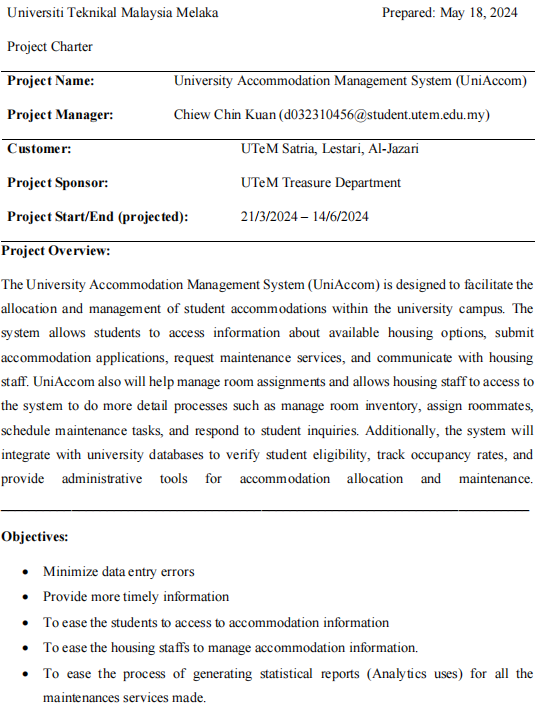 Universiti Teknikal Malaysia Melaka Prepared: May 18, 2024
Project Charter
Project Name: University Accommodation Management System (UniAccom)
Project Manager: Chiew Chin Kuan (d032310456@student.utem.edu.my)
Customer: UTeM Satria, Lestari, Al-Jazari
Project Sponsor: UTeM Treasure Department
Project Start/End (projected): 21/3/2024 – 14/6/2024
Project Overview:
The University Accommodation Management System (UniAccom) is designed to facilitate the
allocation and management of student accommodations within the university campus. The
system allows students to access information about available housing options, submit
accommodation applications, request maintenance services, and communicate with housing
staff. UniAccom also will help manage room assignments and allows housing staff to access to
the system to do more detail processes such as manage room inventory, assign roommates,
schedule maintenance tasks, and respond to student inquiries. Additionally, the system will
integrate with university databases to verify student eligibility, track occupancy rates, and
provide administrative tools for accommodation allocation and maintenance.
Objectives:
• Minimize data entry errors
• Provide more timely information
• To ease the students to access to accommodation information
• To ease the housing staffs to manage accommodation information.
• To ease the process of generating statistical reports (Analytics uses) for all the
maintenances services made.